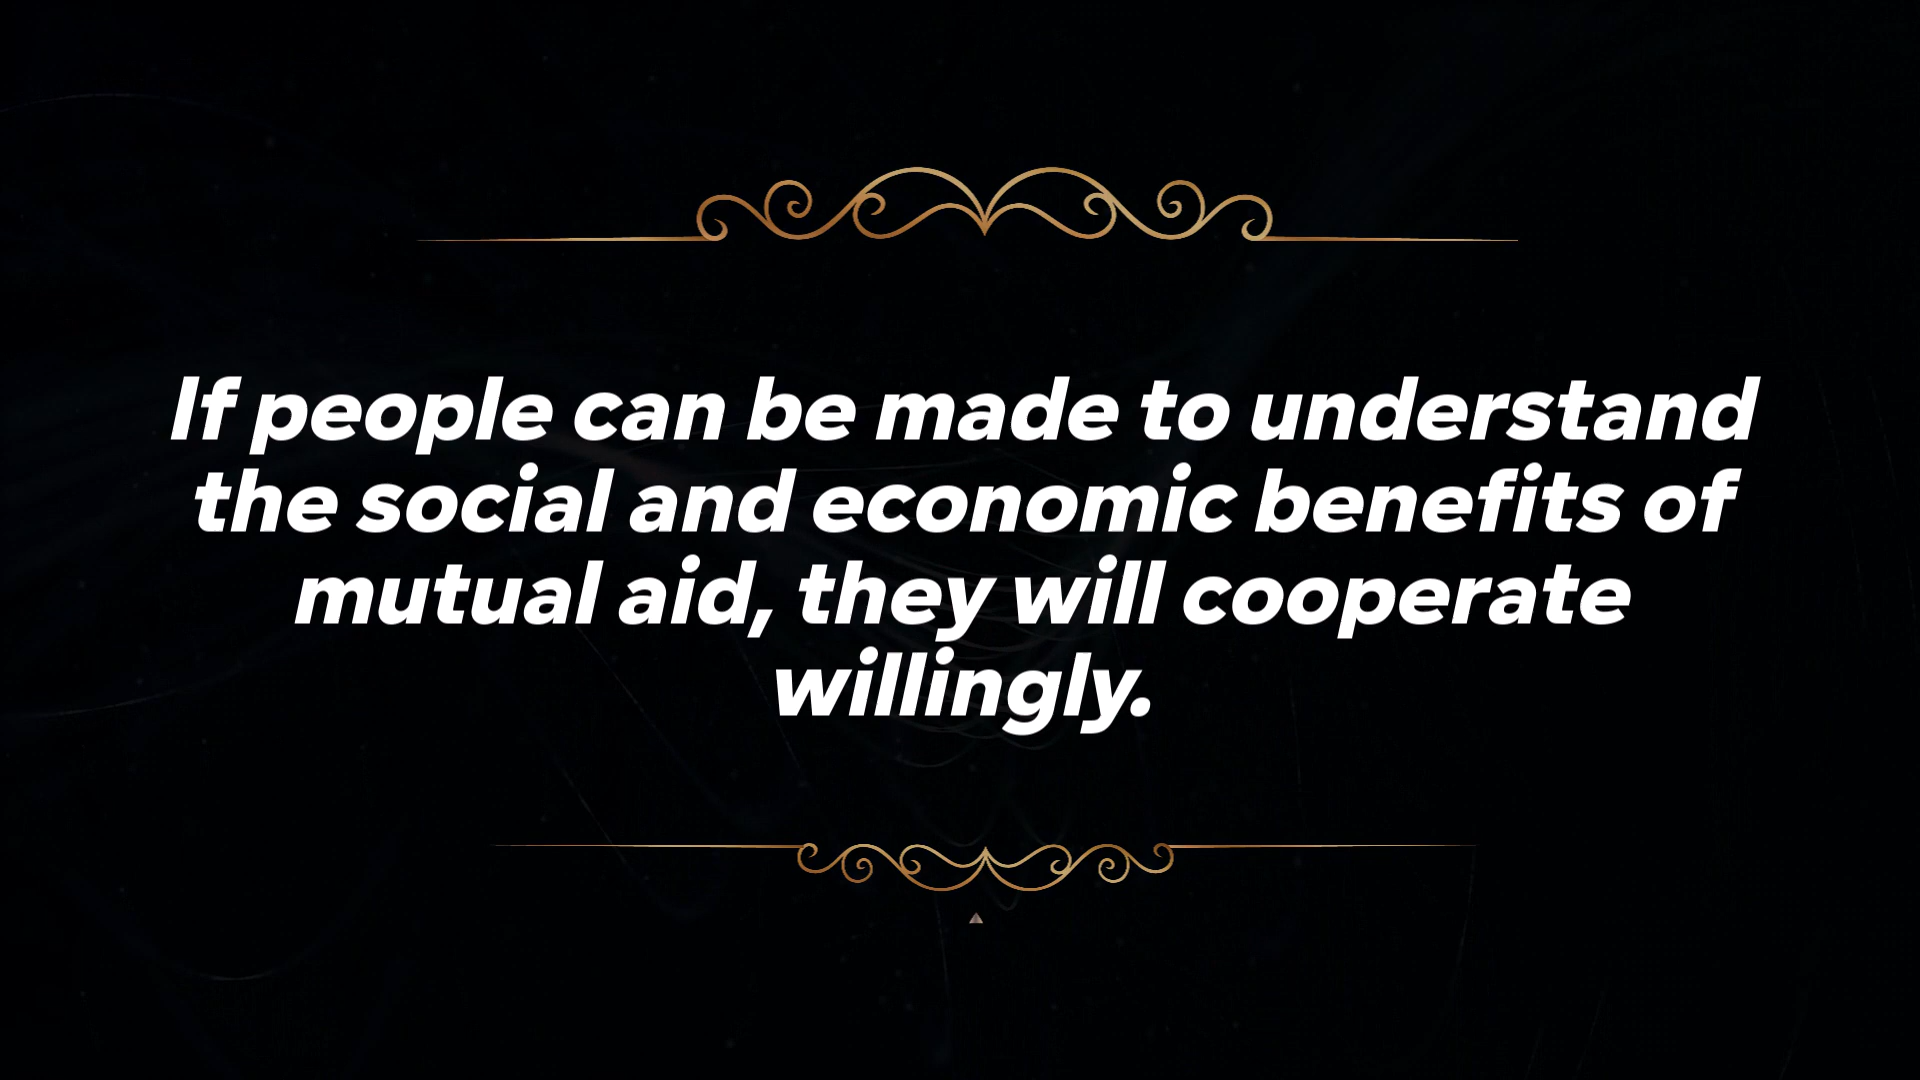 If people can be made to understand
the social and economic benefits of
mutual aid, they will cooperate
willingly.